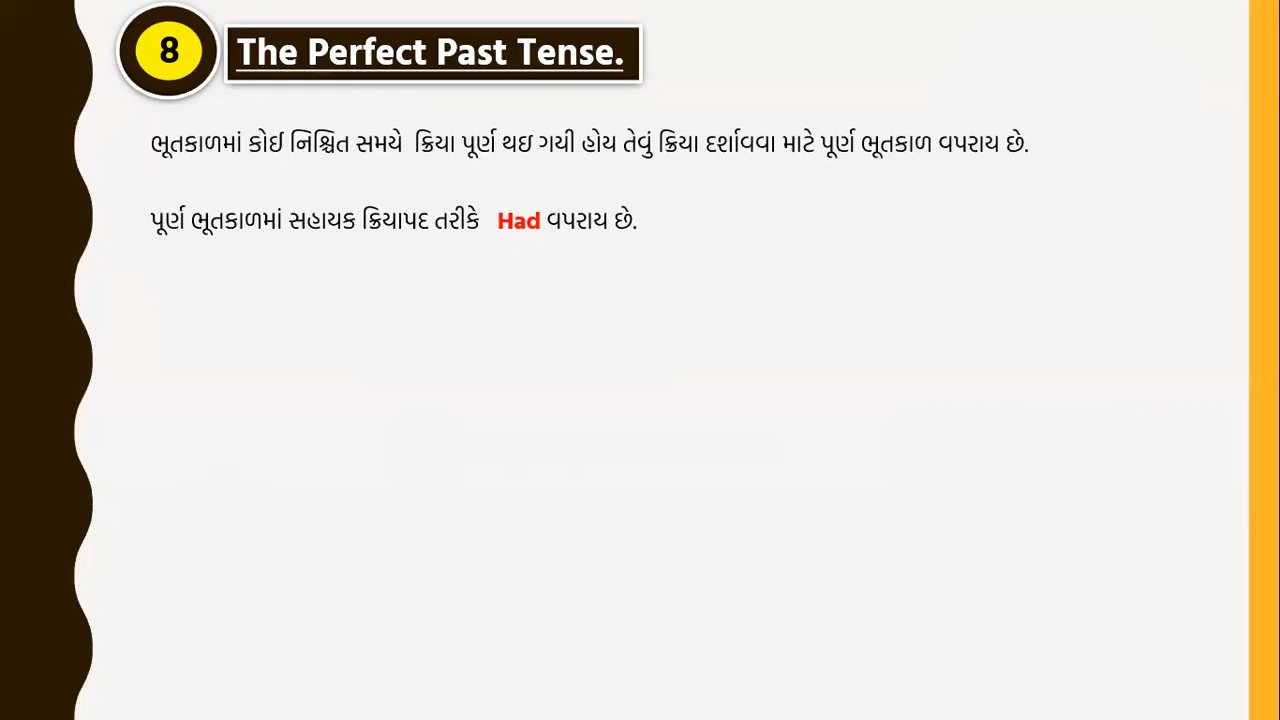 8
The Perfect Past Tense.
ભૂતકાળમાં કોઈ નિશ્ચિત સમયે ક્રિયા પૂર્ણ થઇ ગયી હોય તેવું ક્રિયા દર્શાવવા માટે પૂર્ણ ભૂતકાળ વપરાય છે.
પૂર્ણ ભૂતકાળમાં સહાયક ક્રિયાપદ તરીકે Had વપરાય છે.